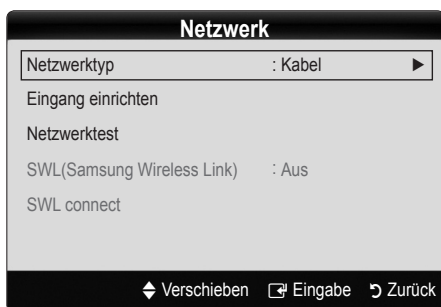 Netzwerk
Netzwerktyp : Kabel ▶
Eingang einrichten
Netzwerktest
SWL(Samsung Wireless Link) : Aus
SWL connect
Verschieben Eingabe Zurück